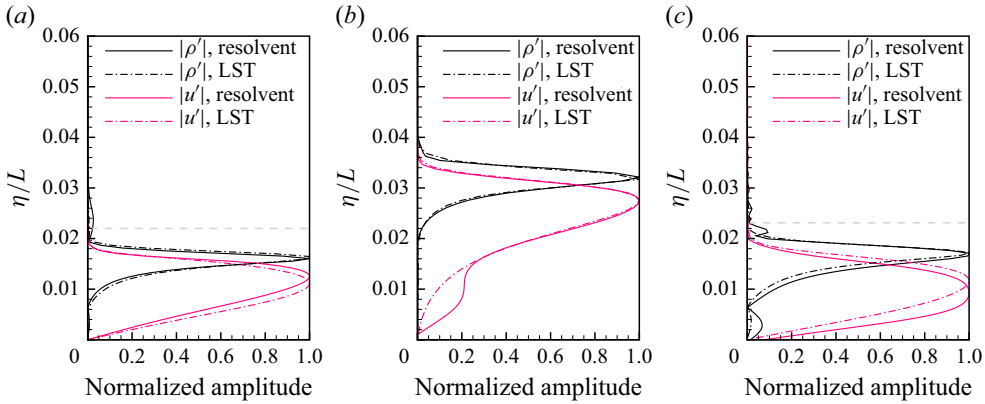 (a)
0.06
0.05
0.04
0.03
0.02
0.01
η/L
|ρ′|, resolvent
|ρ′|, LST
|u′|, resolvent
|u′|, LST
0 0.2 0.4 0.6 0.8 1.0
Normalized amplitude
(b)
|ρ′|, resolvent
|ρ′|, LST
|u′|, resolvent
|u′|, LST
0.06
0.05
0.04
0.03
0.02
0.01
η/L
0 0.2 0.4 0.6 0.8 1.0
Normalized amplitude
(c)
|ρ′|, resolvent
|ρ′|, LST
|u′|, resolvent
|u′|, LST
0.06
0.05
0.04
0.03
0.02
0.01
η/L
0 0.2 0.4 0.6 0.8 1.0
Normalized amplitude